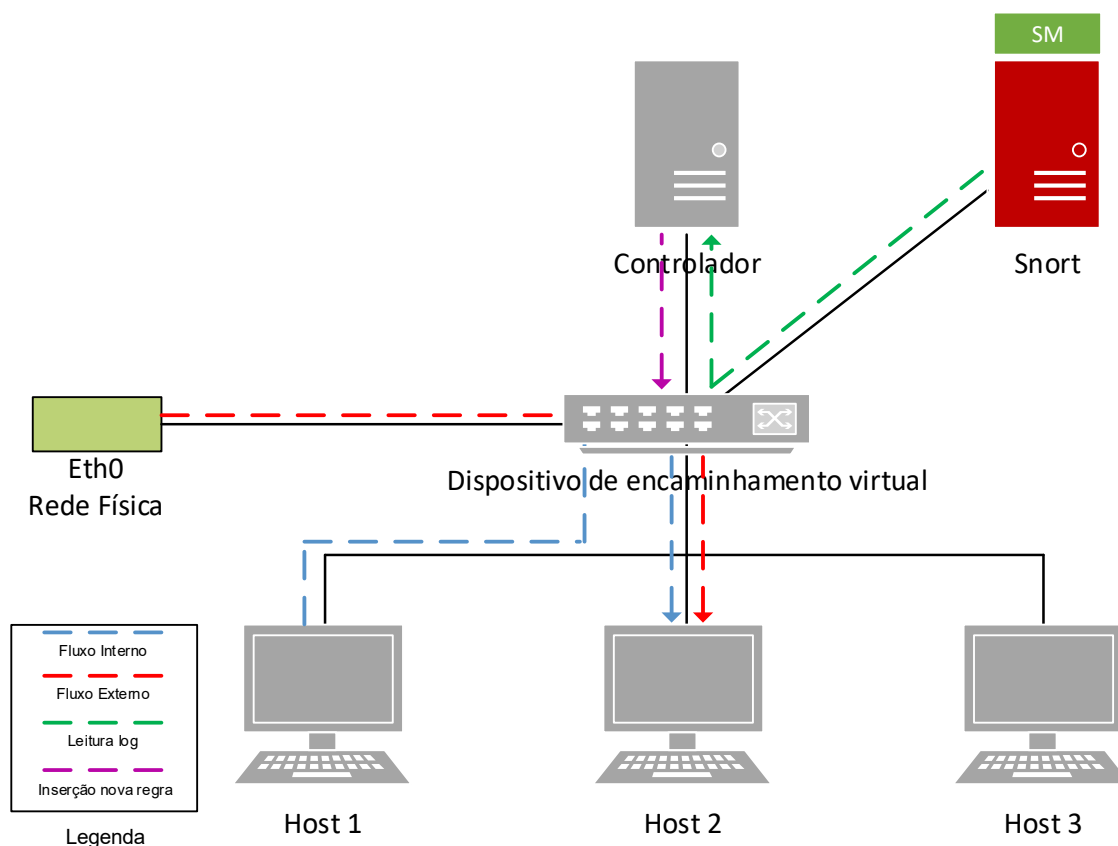 SM
Controlador
Snort
Eth0
Rede Física
Dispositivo de encaminhamento virtual
Fluxo Interno
Fluxo Externo
Leitura log
Inserção nova regra
Legenda
Host 1
Host 2
Host 3